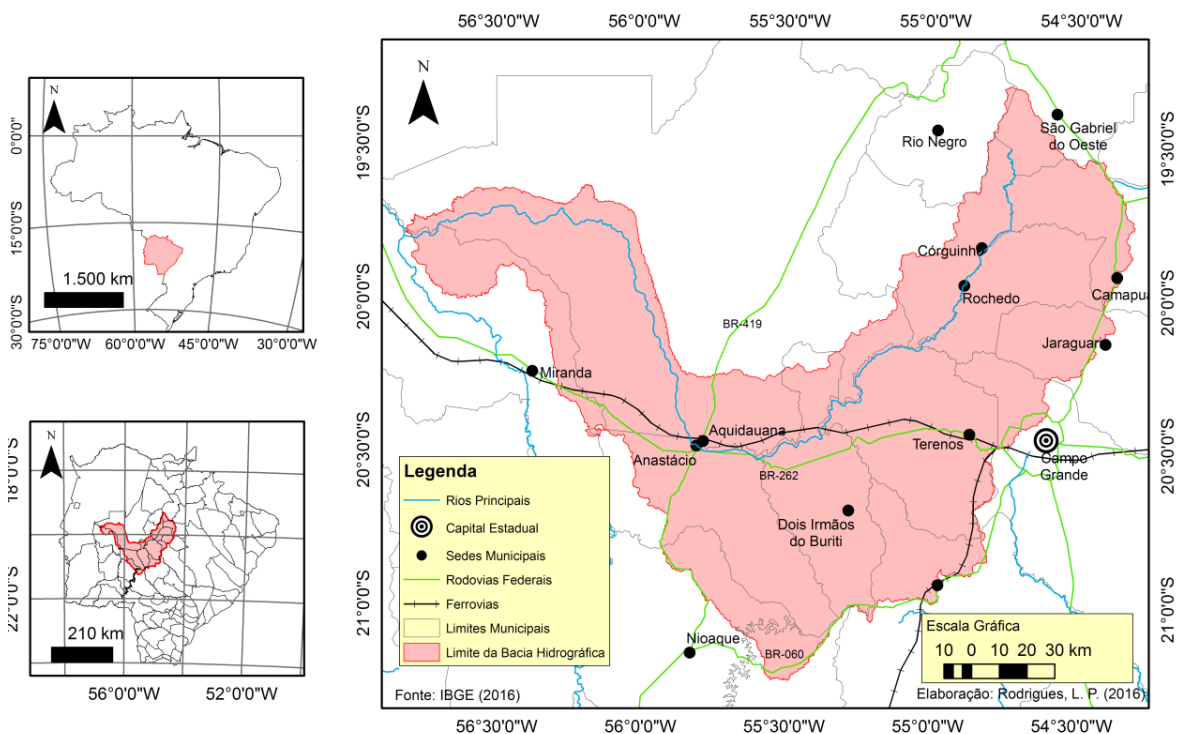 N
0°0'0"
15°0'0"S
30°0'0"S
1.500 km
75°0'0"W
60°0'0"W
45°0'0"W
30°0'0"W
N
18°0'0"S
22°0'0"S
210 km
56°0'0"W
52°0'0"W
56°30'0"W
56°0'0"W
55°30'0"W
55°0'0"W
54°30'0"W
19°30'0"S
20°0'0"S
20°30'0"S
21°0'0"S
N
Rio Negro
São Gabriel
do Oeste
Córguinho
Rochedo
Camapuã
Jaraguari
BR-419
Miranda
Aquidauana
Anastácio
Terenos
Campo
Grande
BR-262
Dois Irmãos
do Buriti
Nioaque
BR-060
Legenda
Rios Principais
Capital Estadual
Sedes Municipais
Rodovias Federais
Ferrovias
Limites Municipais
Limite da Bacia Hidrográfica
Fonte: IBGE (2016)
Escala Gráfica
10 0 10 20 30 km
Elaboração: Rodrigues, L. P. (2016)
19°30'0"S
20°0'0"S
20°30'0"S
21°0'0"S
56°30'0"W
56°0'0"W
55°30'0"W
55°0'0"W
54°30'0"W